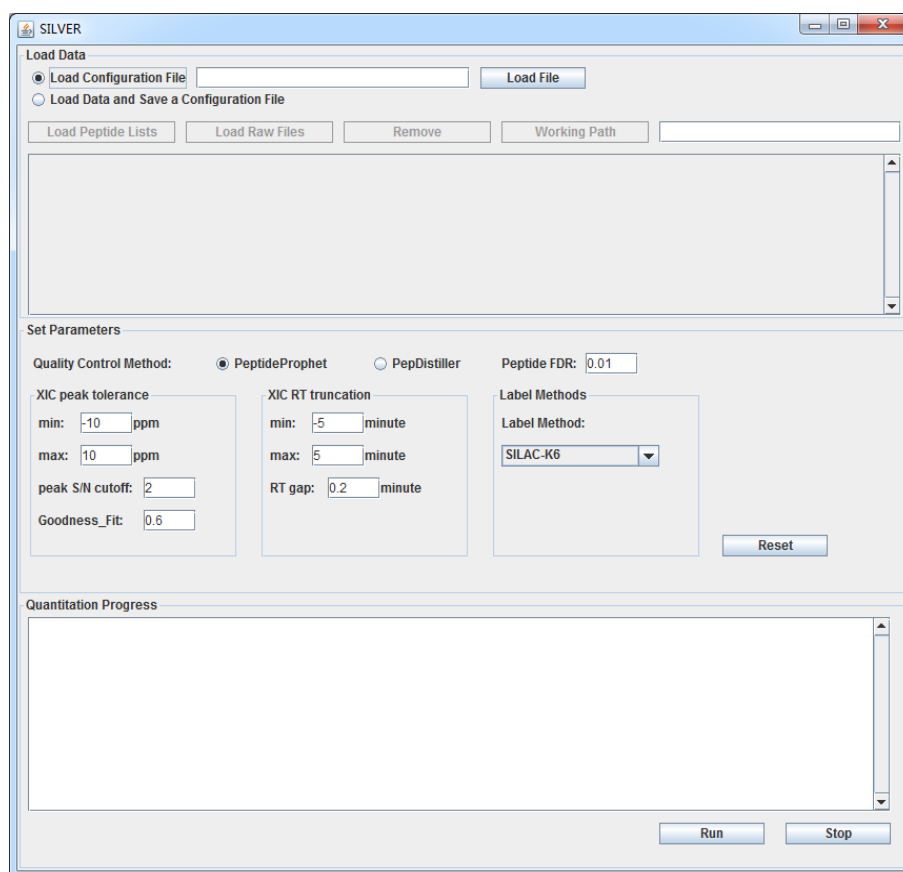 SILVER
Load Data
Load Configuration File Load File
Load Data and Save a Configuration File
Load Peptide Lists Load Raw Files Remove Working Path
Set Parameters
Quality Control Method: PeptideProphet PepDistiller Peptide FDR: 0.01
XIC peak tolerance XIC RT truncation Label Methods
min: -10 ppm min: -5 minute Label Method:
max: 10 ppm max: 5 minute SILAC-K6
peak S/N cutoff: 2 RT gap: 0.2 minute
Goodness_Fit: 0.6
Reset
Quantitation Progress
Run Stop